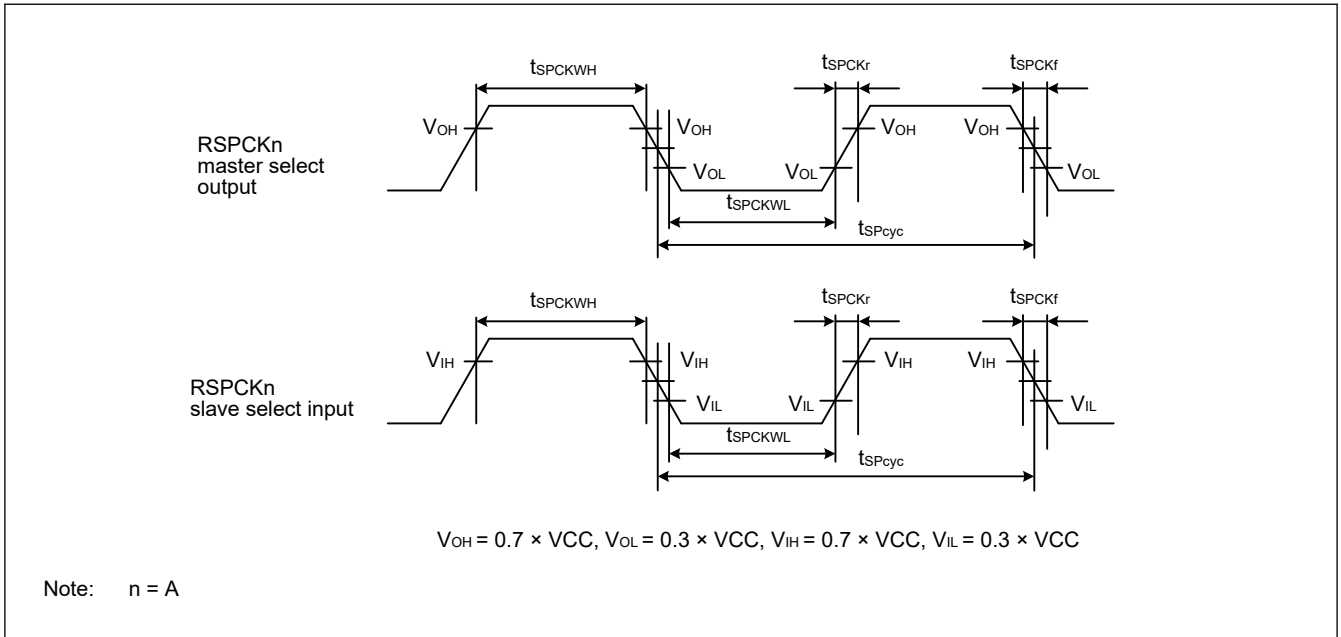 tSPCKWH
tSPCKr
tSPCKf
VOH
VOH
VOH
VOH
RSPCKn
master select
output
VOL
VOL
VOL
tSPCKWL
tSPcyc
tSPCKWH
tSPCKr
tSPCKf
VIH
VIH
VIH
VIH
RSPCKn
slave select input
VIL
VIL
VIL
tSPCKWL
tSPcyc
VOH = 0.7 × VCC, VOL = 0.3 × VCC, VIH = 0.7 × VCC, VIL = 0.3 × VCC
Note: n = A